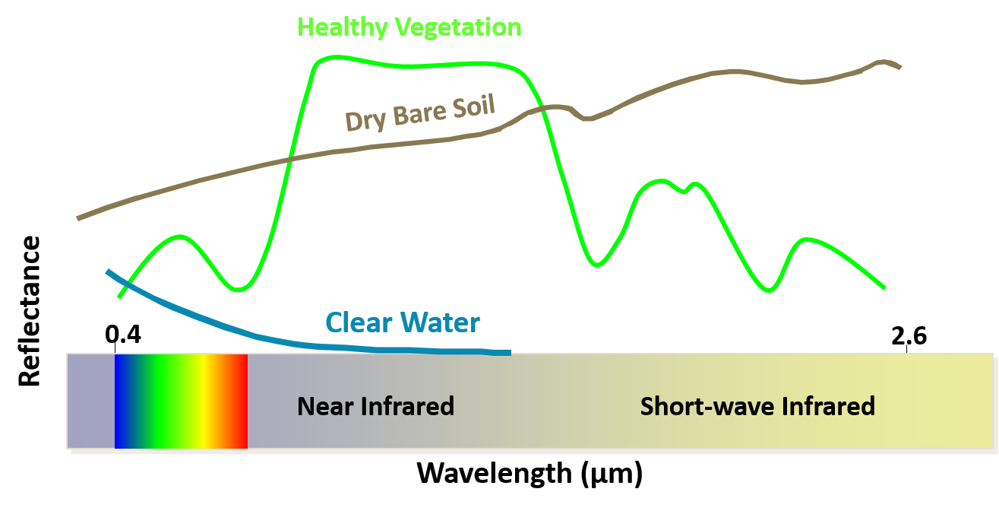 Healthy Vegetation
Dry Bare Soil
Clear Water
Reflectance
0.4
2.6
Near Infrared
Short-wave Infrared
Wavelength (μm)